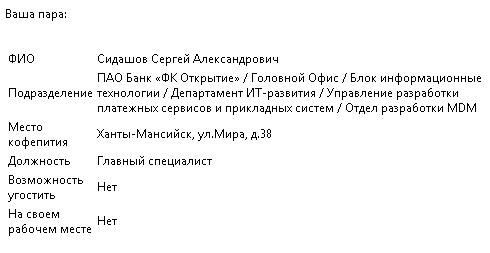 Ваша пара:
ФИО Сидашов Сергей Александрович
ПАО Банк «ФК Открытие» / Головной Офис / Блок информационные
Подразделение технологии / Департамент ИТ-развития / Управление разработки
платежных сервисов и прикладных систем / Отдел разработки MDM
Место
кофепития Ханты-Мансийск, ул.Мира, д.38
Должность Главный специалист
Возможность
угостить Нет
На своем
рабочем месте Нет